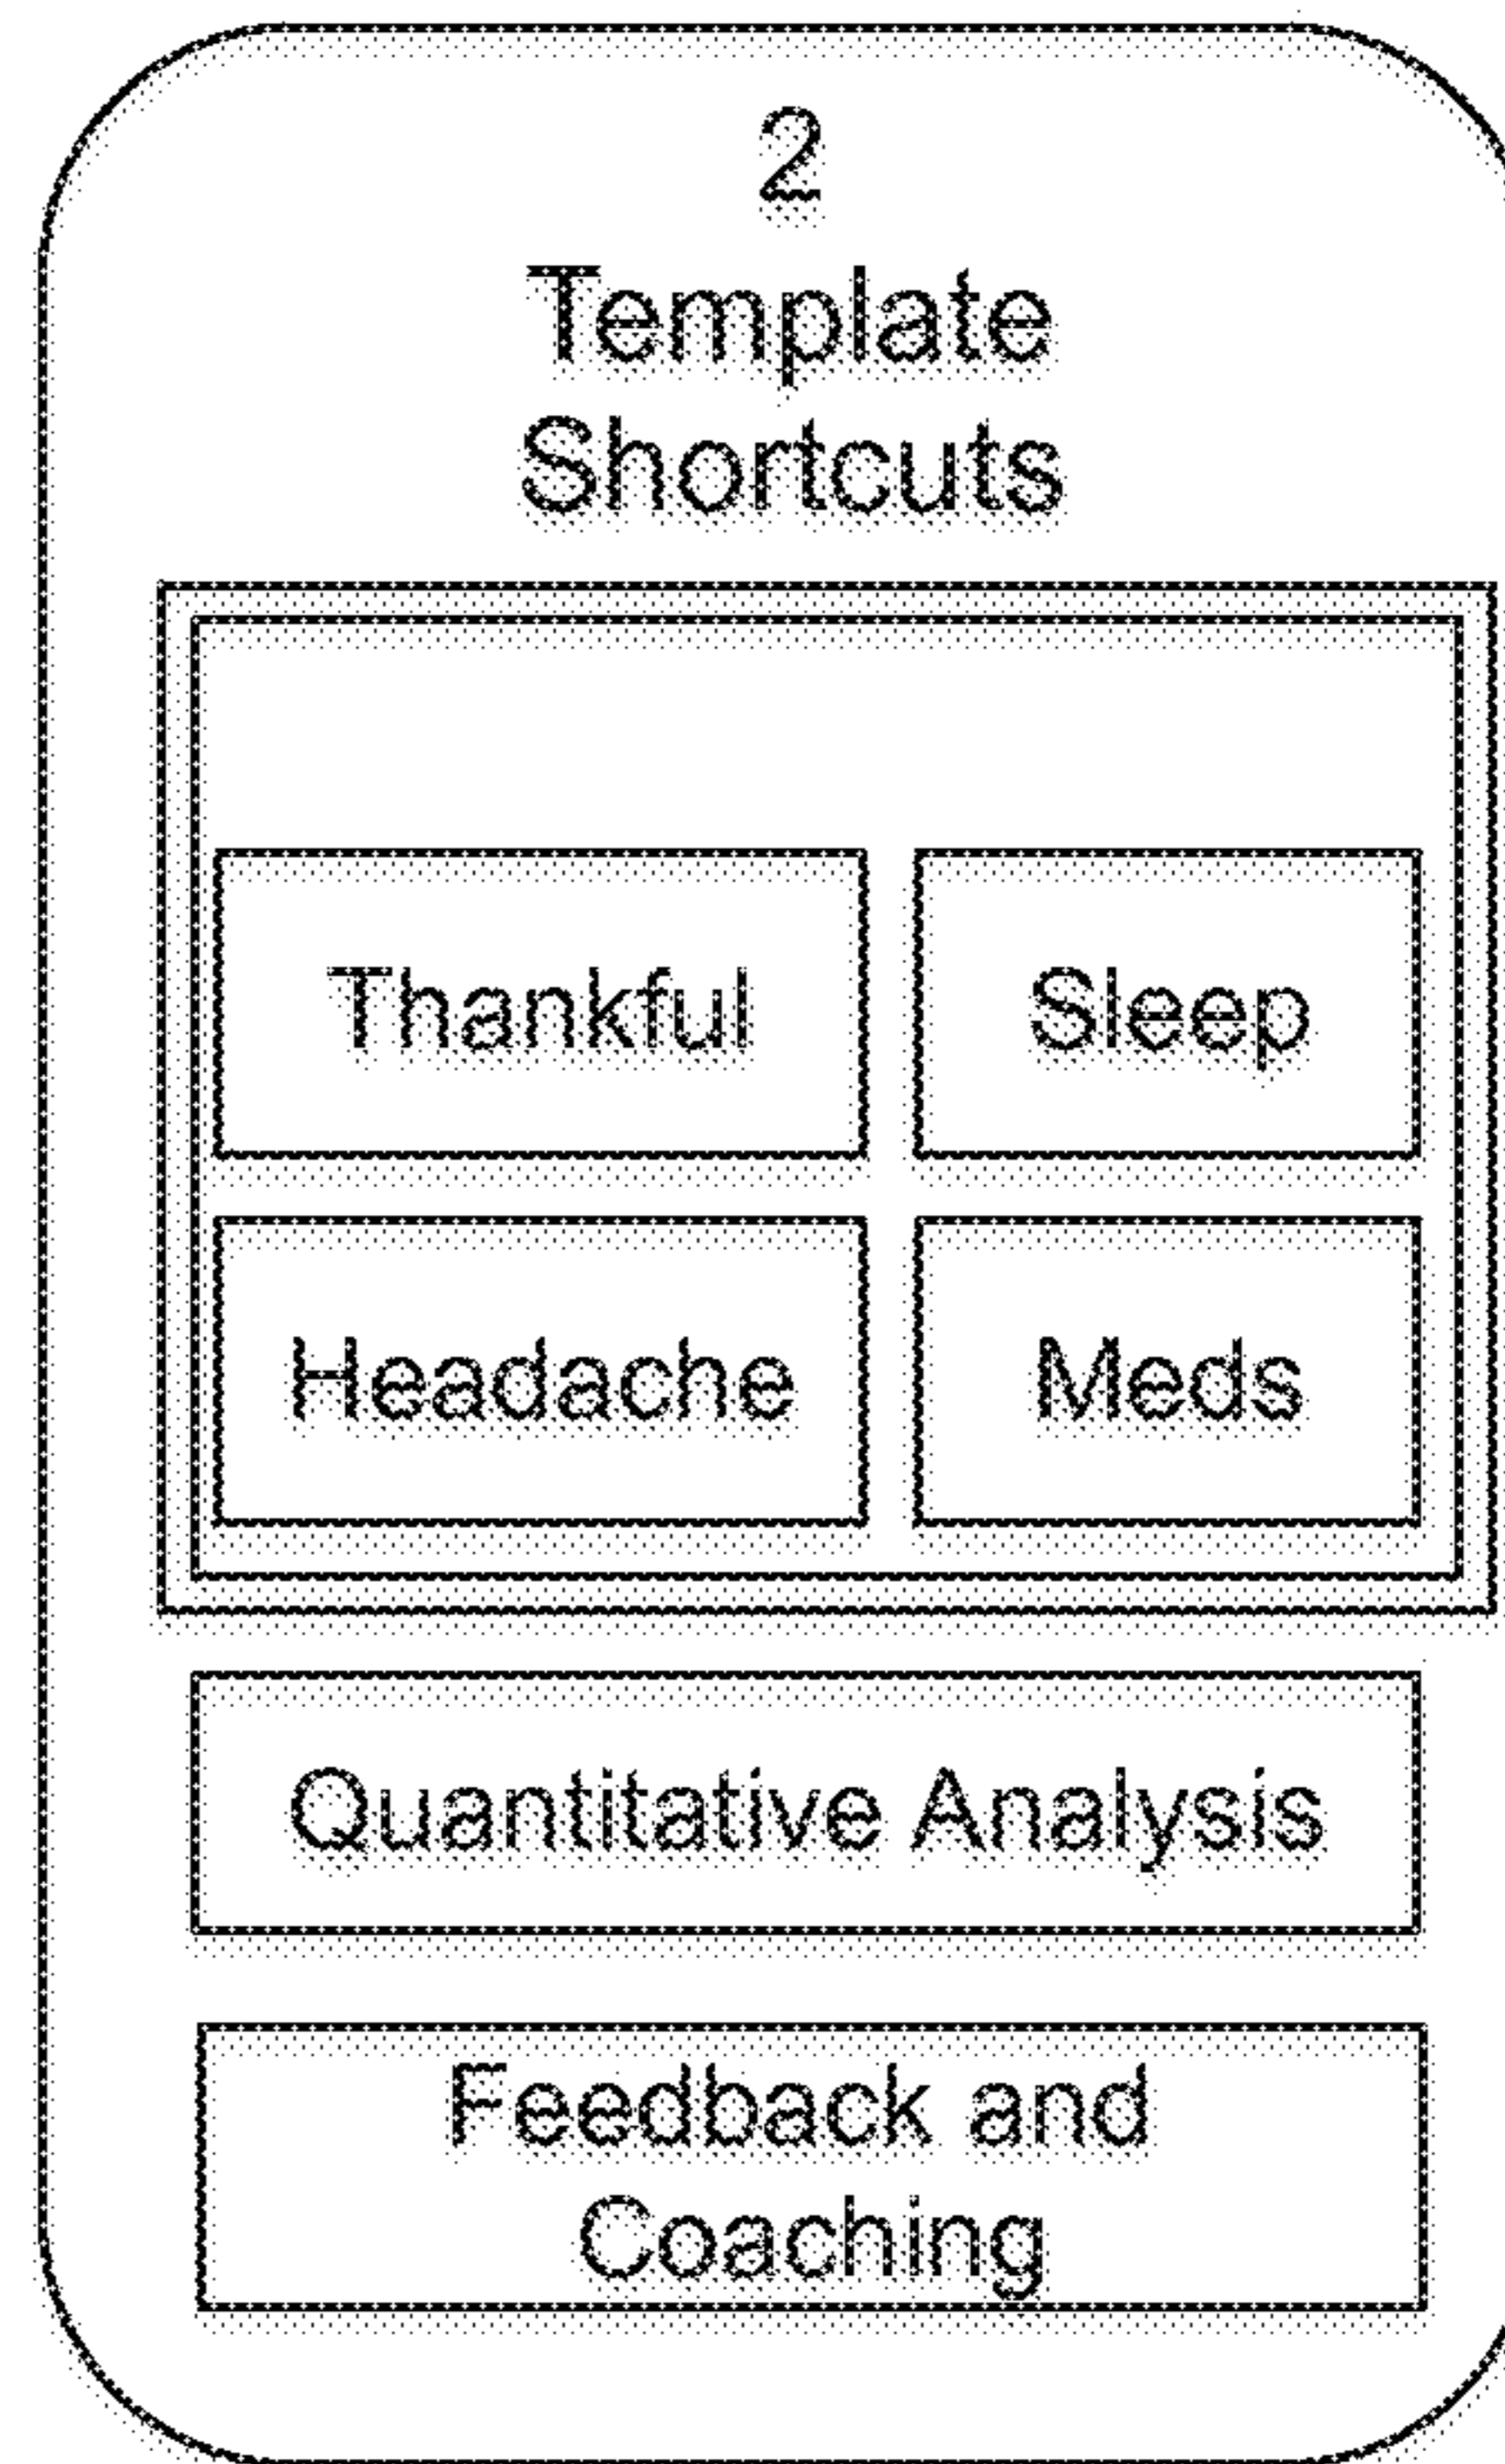 2
Template
Shortcuts
Thankful
Sleep
Headache
Meds
Quantitative Analysis
Feedback and
Coaching